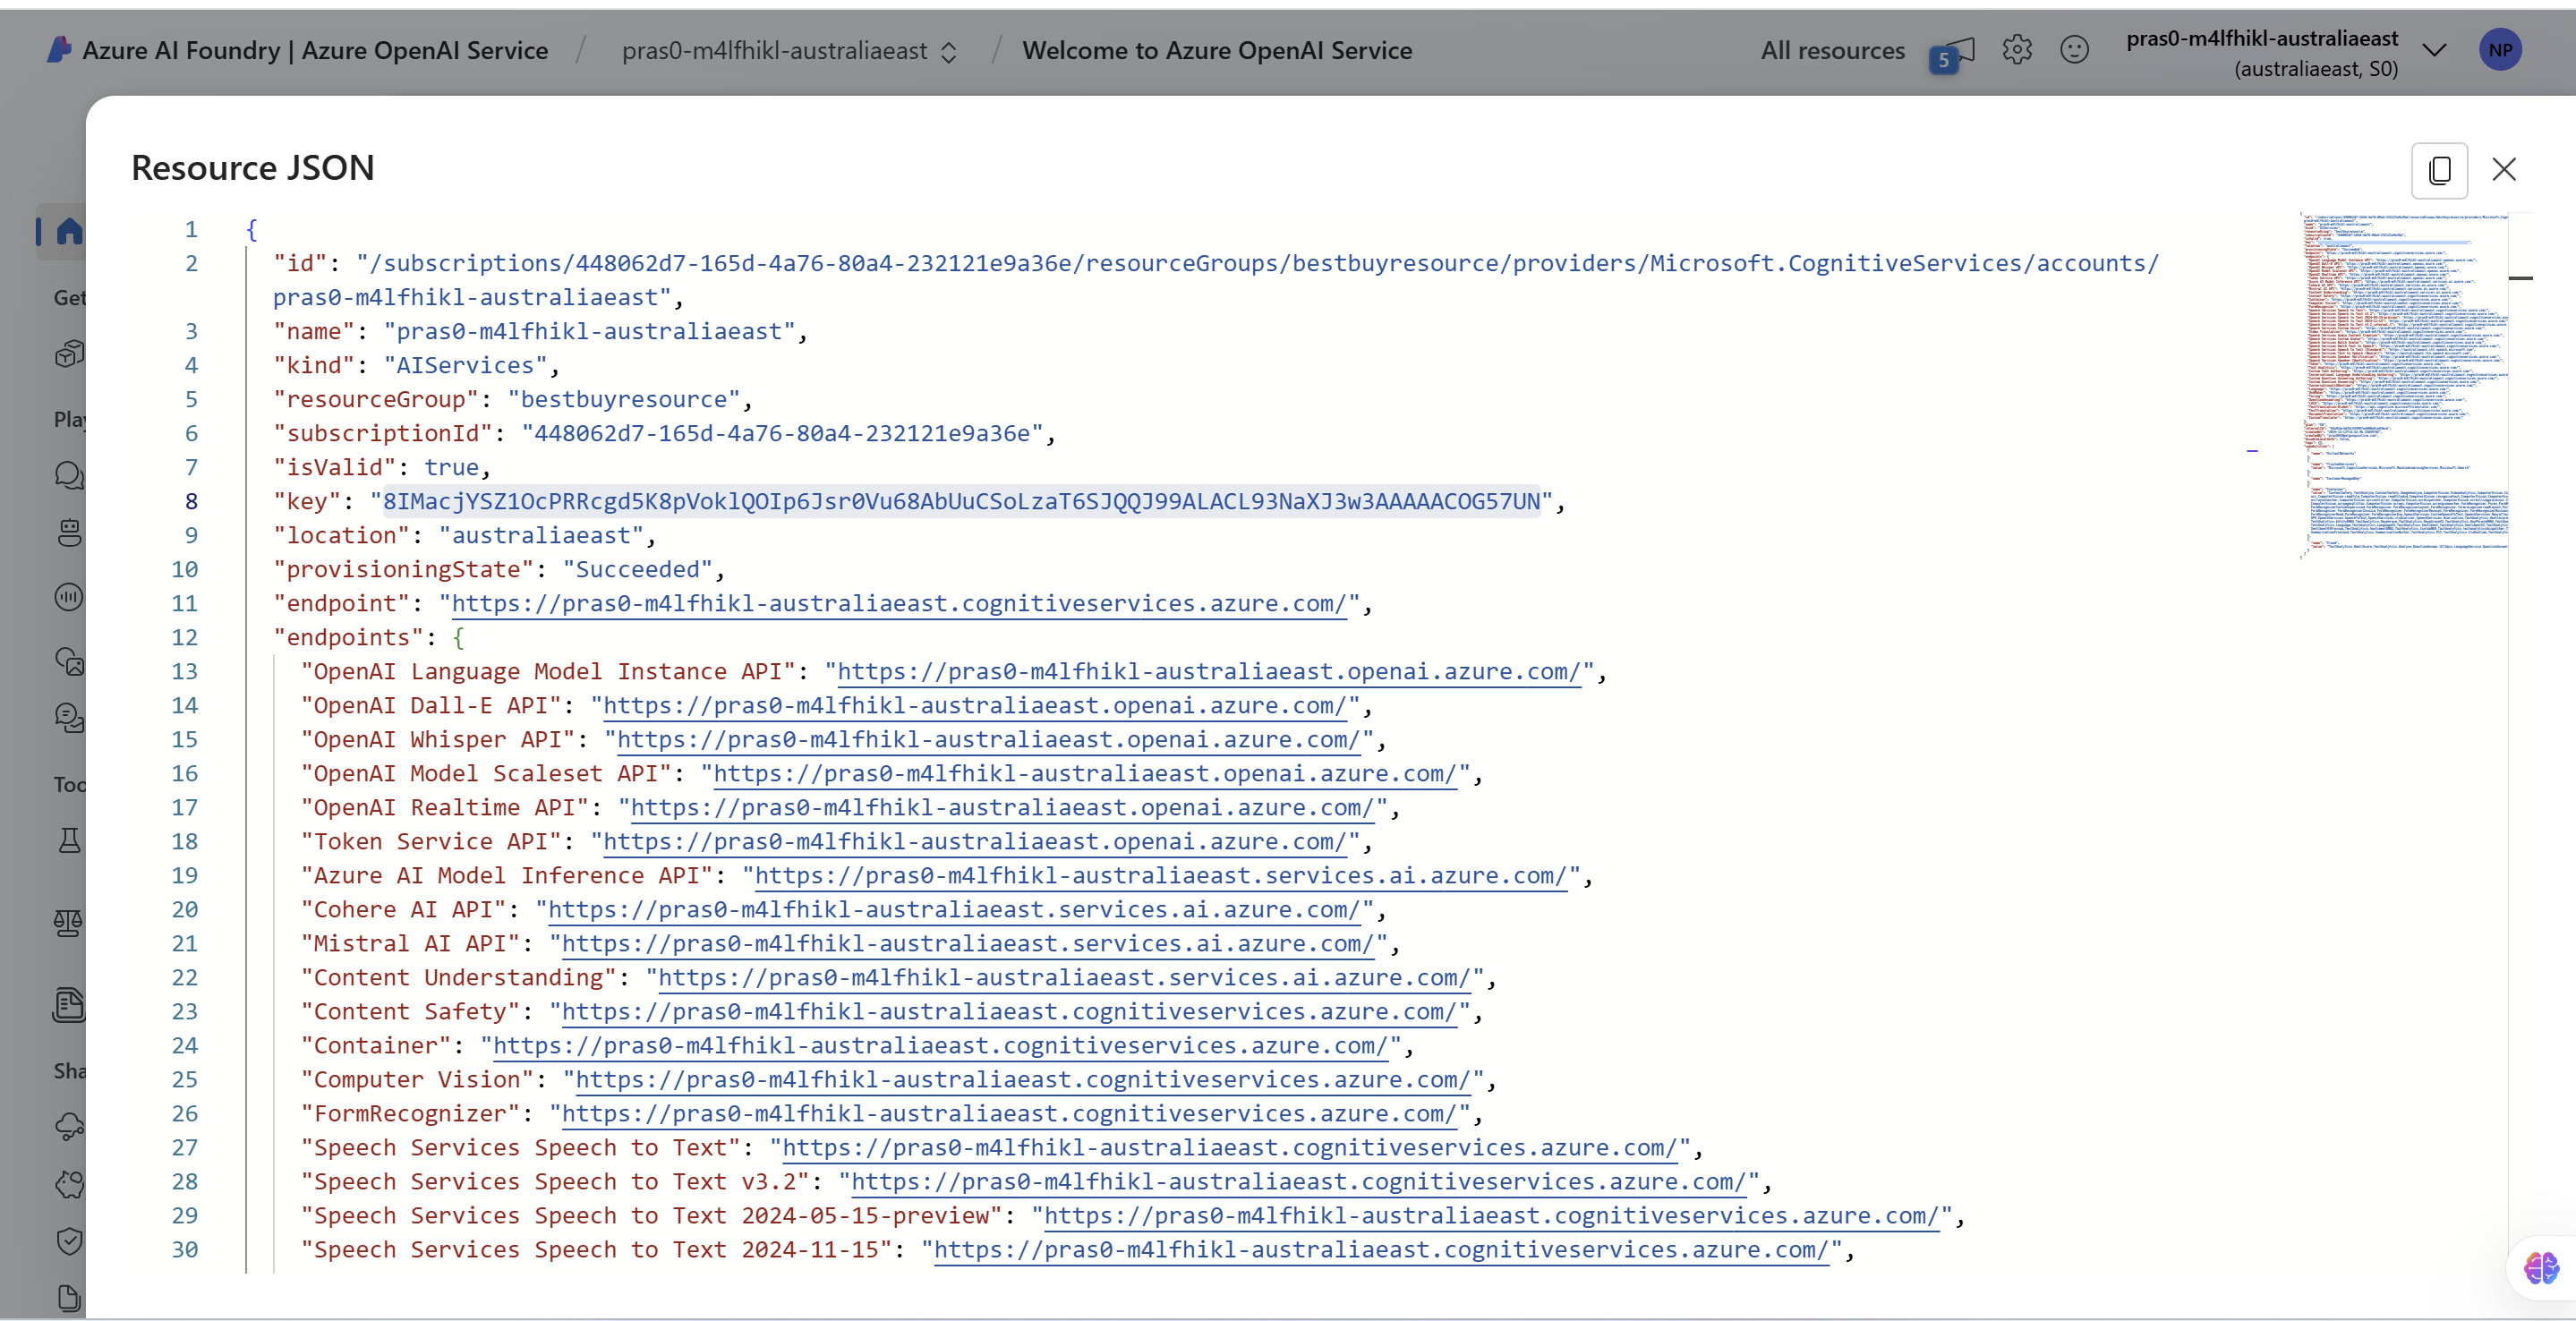 Azure AI Foundry | Azure OpenAI Service / pras0-m4lfhikl-australiaeast / Welcome to Azure OpenAI Service
All resources
5
pras0-m4lfhikl-australiaeast
(australiaeast, S0)
NP
Resource JSON
1 {
2 "id": "/subscriptions/448062d7-165d-4a76-80a4-232121e9a36e/resourceGroups/bestbuyresource/providers/Microsoft.CognitiveServices/accounts/
pras0-m4lfhikl-australiaeast",
3 "name": "pras0-m4lfhikl-australiaeast",
4 "kind": "AIServices",
5 "resourceGroup": "bestbuyresource",
6 "subscriptionId": "448062d7-165d-4a76-80a4-232121e9a36e",
7 "isValid": true,
8 "key": "8IMacjYSZ1OcPRRcgd5K8pVoklQOIp6Jsr0Vu68AbUuCSoLzaT6SJQQJ99ALACL93NaXJ3w3AAAAACOG57UN",
9 "location": "australiaeast",
10 "provisioningState": "Succeeded",
11 "endpoint": "https://pras0-m4lfhikl-australiaeast.cognitiveservices.azure.com/",
12 "endpoints": {
13 "OpenAI Language Model Instance API": "https://pras0-m4lfhikl-australiaeast.openai.azure.com/",
14 "OpenAI Dall-E API": "https://pras0-m4lfhikl-australiaeast.openai.azure.com/",
15 "OpenAI Whisper API": "https://pras0-m4lfhikl-australiaeast.openai.azure.com/",
16 "OpenAI Model Scaleset API": "https://pras0-m4lfhikl-australiaeast.openai.azure.com/",
17 "OpenAI Realtime API": "https://pras0-m4lfhikl-australiaeast.openai.azure.com/",
18 "Token Service API": "https://pras0-m4lfhikl-australiaeast.openai.azure.com/",
19 "Azure AI Model Inference API": "https://pras0-m4lfhikl-australiaeast.services.ai.azure.com/",
20 "Cohere AI API": "https://pras0-m4lfhikl-australiaeast.services.ai.azure.com/",
21 "Mistral AI API": "https://pras0-m4lfhikl-australiaeast.services.ai.azure.com/",
22 "Content Understanding": "https://pras0-m4lfhikl-australiaeast.services.ai.azure.com/",
23 "Content Safety": "https://pras0-m4lfhikl-australiaeast.cognitiveservices.azure.com/",
24 "Container": "https://pras0-m4lfhikl-australiaeast.cognitiveservices.azure.com/",
25 "Computer Vision": "https://pras0-m4lfhikl-australiaeast.cognitiveservices.azure.com/",
26 "FormRecognizer": "https://pras0-m4lfhikl-australiaeast.cognitiveservices.azure.com/",
27 "Speech Services Speech to Text": "https://pras0-m4lfhikl-australiaeast.cognitiveservices.azure.com/",
28 "Speech Services Speech to Text v3.2": "https://pras0-m4lfhikl-australiaeast.cognitiveservices.azure.com/",
29 "Speech Services Speech to Text 2024-05-15-preview": "https://pras0-m4lfhikl-australiaeast.cognitiveservices.azure.com/",
30 "Speech Services Speech to Text 2024-11-15": "https://pras0-m4lfhikl-australiaeast.cognitiveservices.azure.com/",
Get
Play
Too
Sha